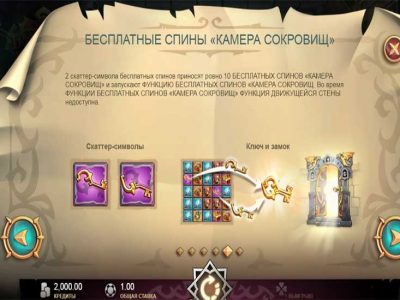 БЕСПЛАТНЫЕ СПИНЫ «КАМЕРА СОКРОВИЩ»
2 скаттер-символа бесплатных спинов приносят ровно 10 БЕСПЛАТНЫХ СПИНОВ «КАМЕРА
СОКРОВИЩ» и запускают ФУНКЦИЮ БЕСПЛАТНЫХ СПИНОВ «КАМЕРА СОКРОВИЩ. Во время
ФУНКЦИИ БЕСПЛАТНЫХ СПИНОВ «КАМЕРА СОКРОВИЩ» ФУНКЦИЯ ДВИЖУЩЕЙСЯ СТЕНЫ
недоступна.
Скаттер-символы
Ключ и замок
2,000.00
КРЕДИТЫ
1.00
ОБЩАЯ СТАВКА